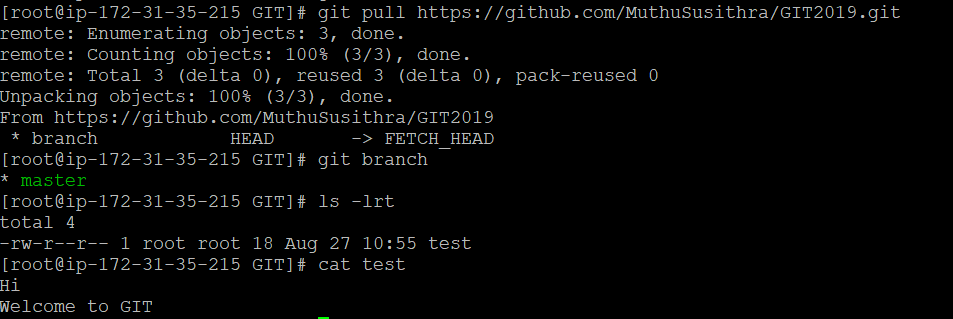 [root@ip-172-31-35-215 GIT]# git pull https://github.com/MuthuSusithra/GIT2019.git
remote: Enumerating objects: 3, done.
remote: Counting objects: 100% (3/3), done.
remote: Total 3 (delta 0), reused 3 (delta 0), pack-reused 0
Unpacking objects: 100% (3/3), done.
From https://github.com/MuthuSusithra/GIT2019
 * branch            HEAD       -> FETCH_HEAD
[root@ip-172-31-35-215 GIT]# git branch
* master
[root@ip-172-31-35-215 GIT]# ls -lrt
total 4
-rw-r--r-- 1 root root 18 Aug 27 10:55 test
[root@ip-172-31-35-215 GIT]# cat test
Hi
Welcome to GIT